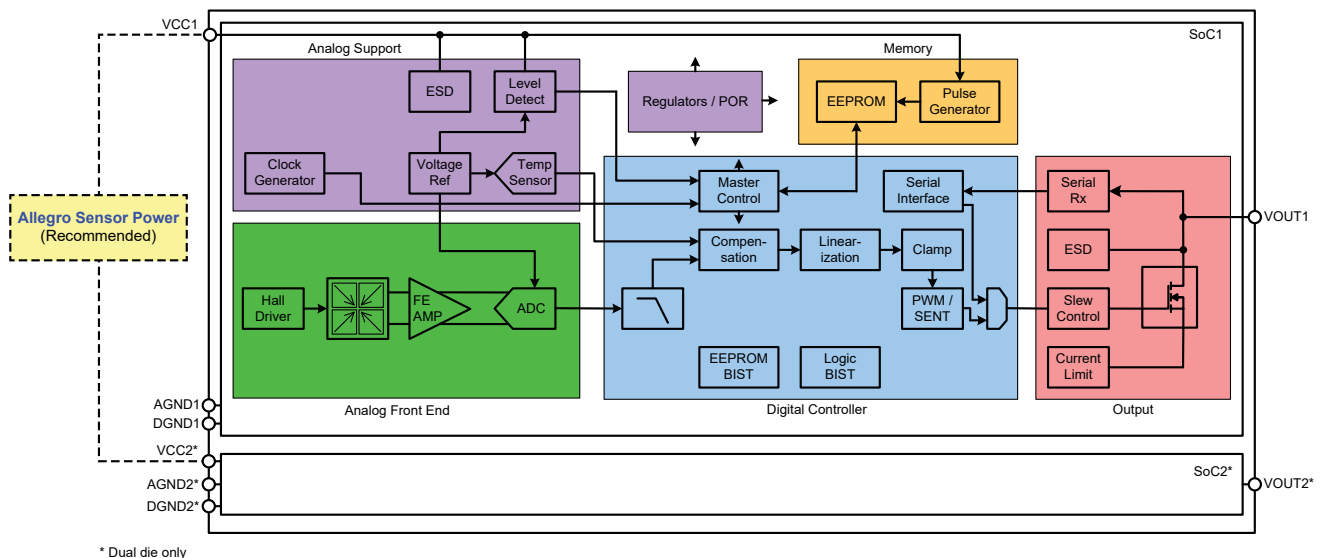 VCC1
SoC1
Analog Support
Memory
ESD
Level
Detect
Regulators / POR
EEPROM
Pulse
Generator
Clock
Generator
Voltage
Ref
Temp
Sensor
Master
Control
Serial
Interface
Serial
Rx
Allegro Sensor Power
(Recommended)
VOUT1
Compen-
sation
Linear-
ization
Clamp
ESD
Hall
Driver
FE
AMP
ADC
PWM /
SENT
Slew
Control
EEPROM
BIST
Logic
BIST
Current
Limit
AGND1
Analog Front End
Digital Controller
Output
DGND1
VCC2*
SoC2*
AGND2*
VOUT2*
DGND2*
* Dual die only